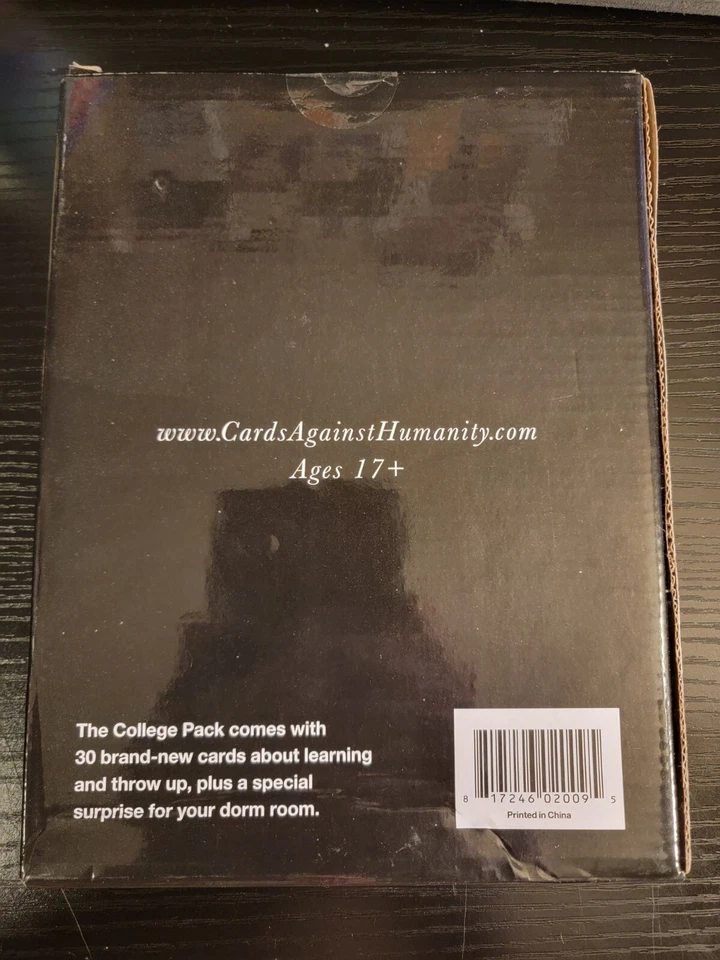 www.CardsAgainstHumanity.com
Ages 17+
The College Pack comes with
30 brand-new cards about learning
and throw up, plus a special
surprise for your dorm room.
8 17246 02009 5
Printed in China